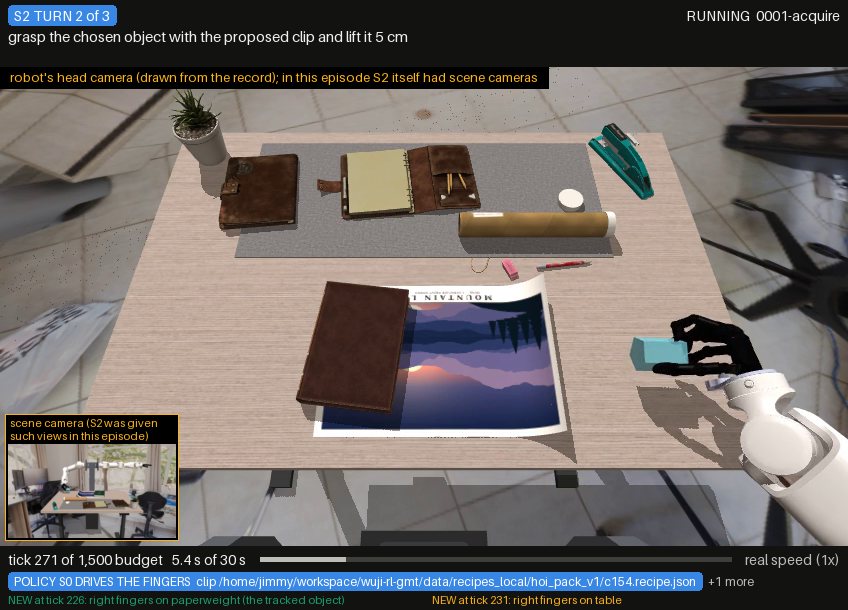 S2 TURN 2 of 3
RUNNING 0001-acquire
grasp the chosen object with the proposed clip and lift it 5 cm
robot's head camera (drawn from the record); in this episode S2 itself had scene cameras
scene camera (S2 was given
such views in this episode)
tick 271 of 1,500 budget 5.4 s of 30 s
real speed (1x)
POLICY S0 DRIVES THE FINGERS clip /home/jimmy/workspace/wuji-rl-gmt/data/recipes_local/hoi_pack_v1/c154.recipe.json
+1 more
NEW at tick 226: right fingers on paperweight (the tracked object)
NEW at tick 231: right fingers on table